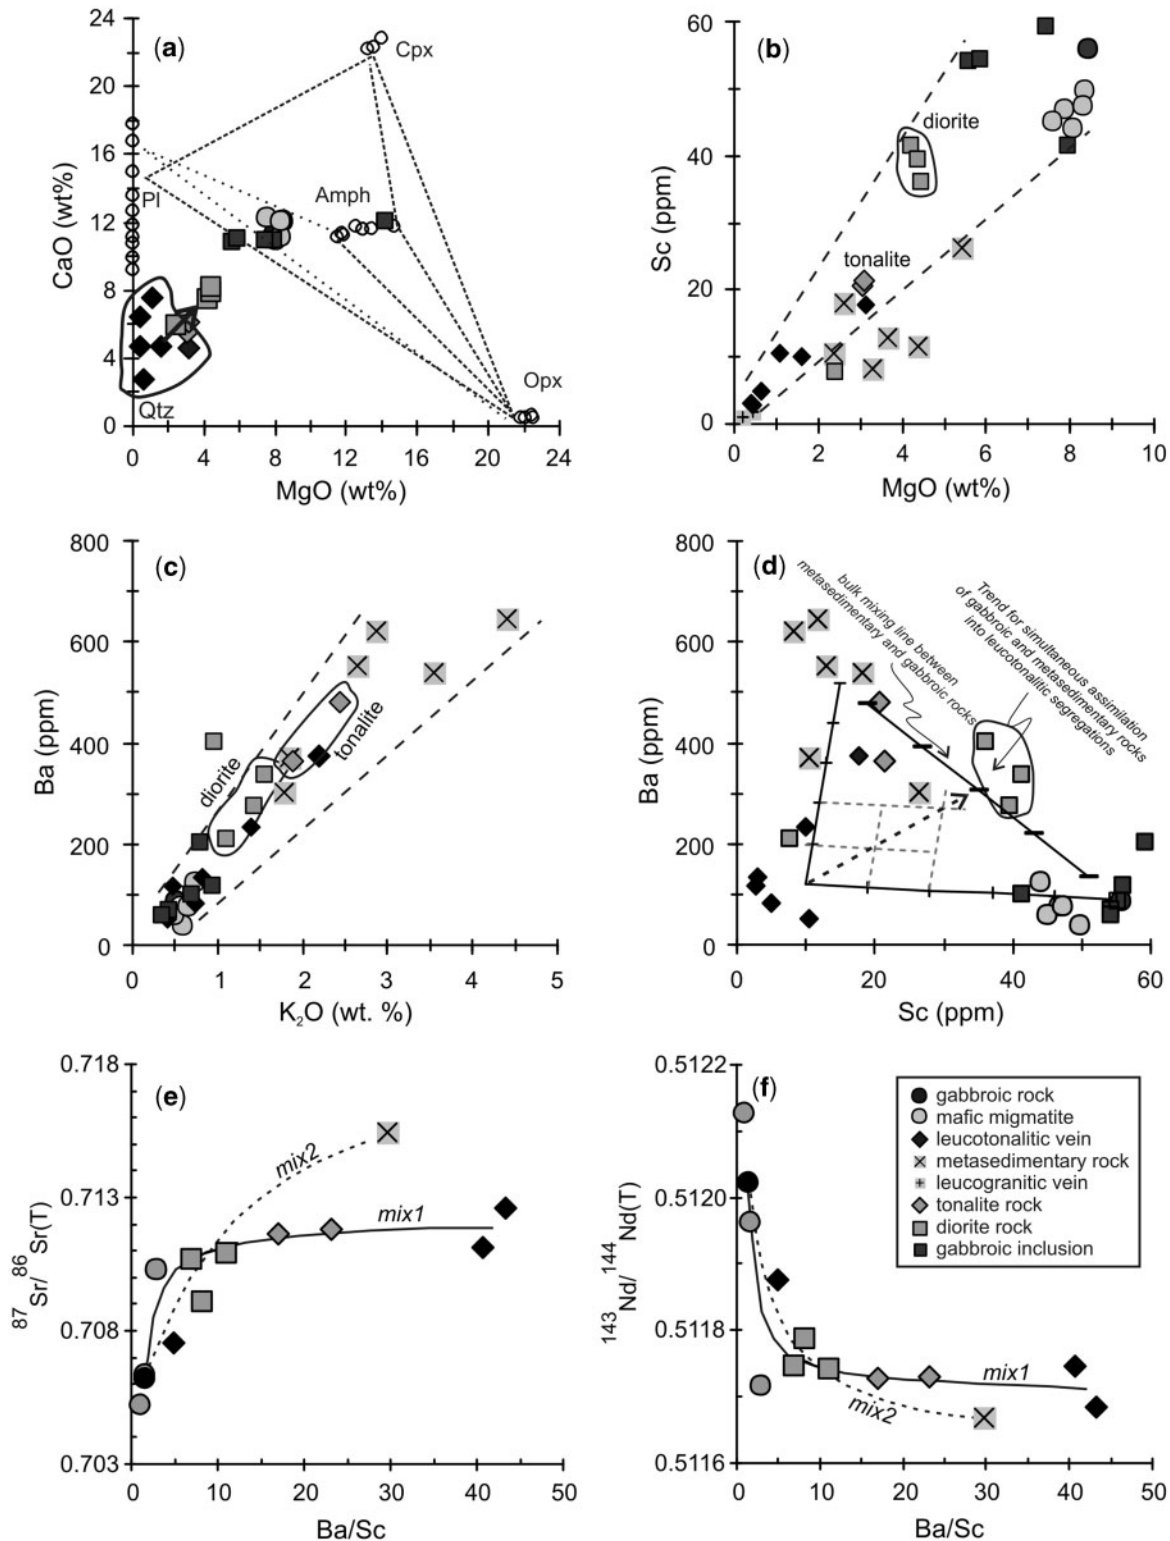 (a)
24
20
16
12
8
4
0
CaO (wt%)
Cpx
Amph
Pl
Opx
Qtz
0 4 8 12 16 20 24
MgO (wt%)
(b)
60
40
20
0
Sc (ppm)
diorite
tonalite
0 2 4 6 8 10
MgO (wt%)
(c)
800
600
400
200
0
Ba (ppm)
diorite
tonalite
0 1 2 3 4 5
K₂O (wt. %)
(d)
800
600
400
200
0
Ba (ppm)
bulk mixing line between
metasedimentary and gabbroic rocks
Trend for simultaneous assimilation
of gabbroic and metasedimentary rocks
into leucotonalitic segregations
0 20 40 60
Sc (ppm)
(e)
0.718
0.713
0.708
0.703
⁸⁷Sr/⁸⁶Sr(T)
mix2
mix1
0 10 20 30 40 50
Ba/Sc
(f)
0.5122
0.5120
0.5118
0.5116
¹⁴³Nd/¹⁴⁴Nd(T)
gabbroic rock
mafic migmatite
leucotonalitic vein
metasedimentary rock
leucogranitic vein
tonalite rock
diorite rock
gabbroic inclusion
mix1
mix2
0 10 20 30 40 50
Ba/Sc